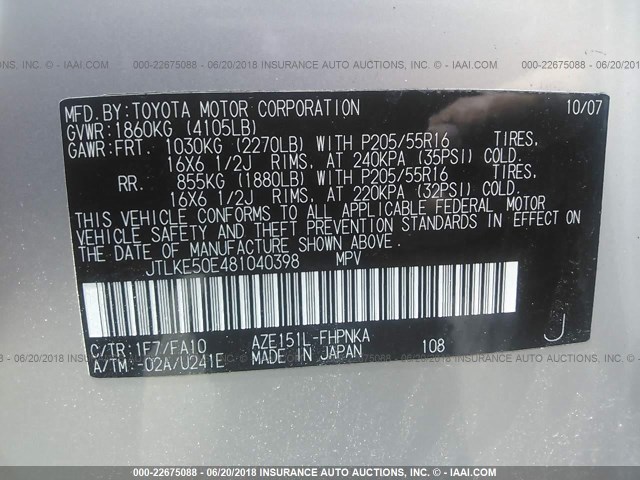 000-22675088 - 06/20/2018 INSURANCE AUTO AUCTIONS - © - IAAI.COM
MFD.BY:TOYOTA MOTOR CORPORATION 10/07
GVWR:1860KG (4105LB)
GAWR:FRT. 1030KG (2270LB) WITH P205/55R16 TIRES,
16X6 1/2J RIMS, AT 240KPA (35PSI) COLD.
RR. 855KG (1880LB) WITH P205/55R16 TIRES,
16X6 1/2J RIMS, AT 220KPA (32PSI) COLD.
THIS VEHICLE CONFORMS TO ALL APPLICABLE FEDERAL MOTOR
VEHICLE SAFETY AND THEFT PREVENTION STANDARDS IN EFFECT ON
THE DATE OF MANUFACTURE SHOWN ABOVE.
JTLKE50E481040398 MPV
C/TR:1F7/FA10 AZE151L-FHPNKA
A/TM:-02A/U241E MADE IN JAPAN 108 J
000-22675088 - 06/20/2018 INSURANCE AUTO AUCTIONS - © - IAAI.COM
000-22675088 - 06/20/2018 INSURANCE AUTO AUCTIONS - © - IAAI.COM